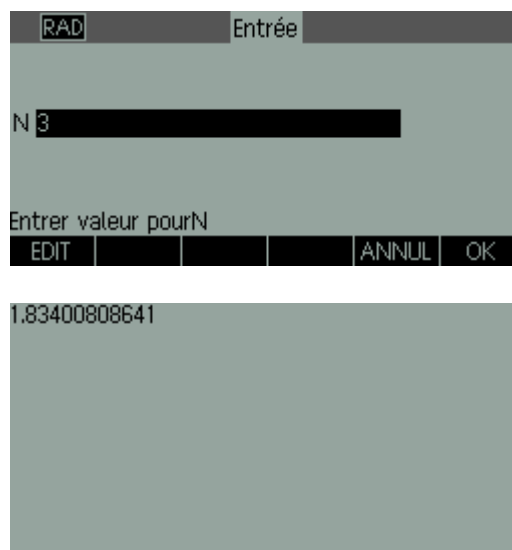 RAD Entrée
N 3
Entrer valeur pourN
EDIT ANNUL OK
1.83400808641